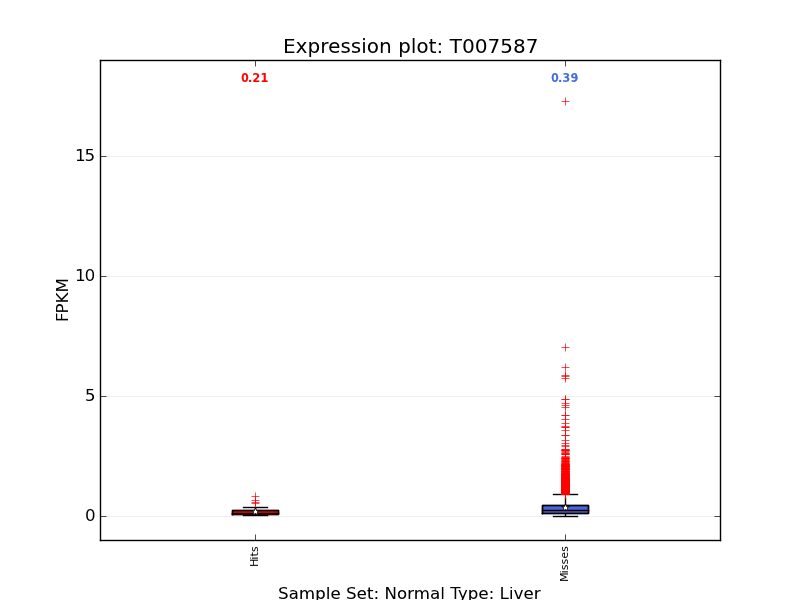 Expression plot: T007587
0.21
0.39
15
10
5
0
FPKM
Hits
Misses
Sample Set: Normal Type: Liver